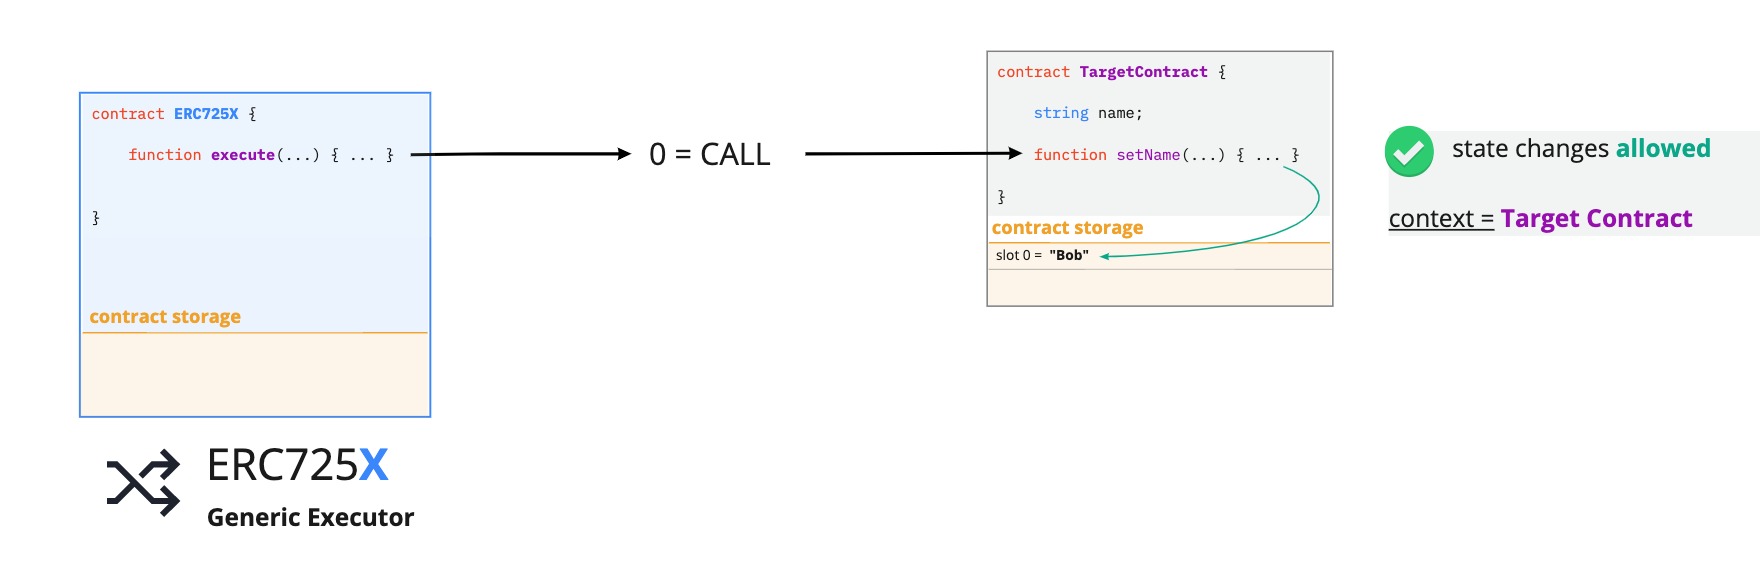 contract ERC725X {
function execute(...) { ... }
}
contract storage
ERC725X
Generic Executor
0 = CALL
contract TargetContract {
string name;
function setName(...) { ... }
}
contract storage
slot 0 = "Bob"
state changes allowed
context = Target Contract